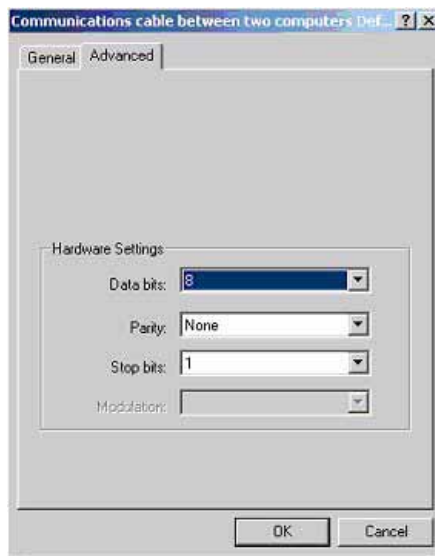 Communications cable between two computers Def... ? X
General Advanced
Hardware Settings
Data bits: 8
Parity: None
Stop bits: 1
Modulation:
OK Cancel